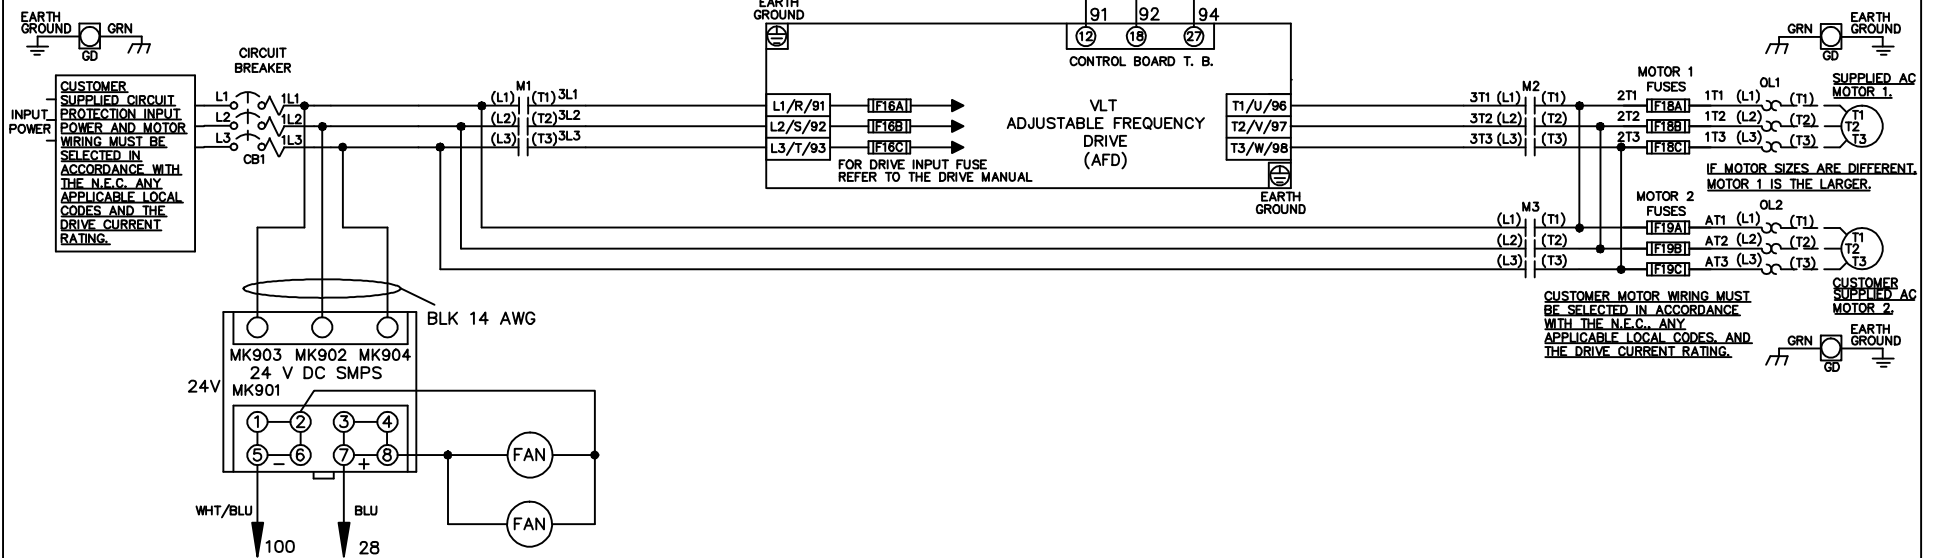 EARTH
GROUND
GRN
GD
CUSTOMER
SUPPLIED CIRCUIT
PROTECTION INPUT
POWER AND MOTOR
WIRING MUST BE
SELECTED IN
ACCORDANCE WITH
THE N.E.C. ANY
APPLICABLE LOCAL
CODES AND THE
DRIVE CURRENT
RATING.
INPUT
POWER
CIRCUIT
BREAKER
L1 1L1
L2 1L2
L3 1L3
CB1
M1
(L1) (T1) 3L1
(L2) (T2) 3L2
(L3) (T3) 3L3
EARTH
GROUND
91 92 94
12 18 27
CONTROL BOARD T. B.
L1/R/91 F16A
L2/S/92 F16B
L3/T/93 F16C
FOR DRIVE INPUT FUSE
REFER TO THE DRIVE MANUAL
VLT
ADJUSTABLE FREQUENCY
DRIVE
(AFD)
T1/U/96
T2/V/97
T3/W/98
EARTH
GROUND
M2
3T1 (L1) (T1)
3T2 (L2) (T2)
3T3 (L3) (T3)
MOTOR 1
FUSES
2T1 F18A 1T1 (L1)
2T2 F18B 1T2 (L2)
2T3 F18C 1T3 (L3)
OL1
(T1)
(T2)
(T3)
T1
T2
T3
GRN
GD
EARTH
GROUND
SUPPLIED AC
MOTOR 1.
IF MOTOR SIZES ARE DIFFERENT,
MOTOR 1 IS THE LARGER.
M3
(L1) (T1)
(L2) (T2)
(L3) (T3)
MOTOR 2
FUSES
F19A AT1 (L1)
F19B AT2 (L2)
F19C AT3 (L3)
OL2
(T1)
(T2)
(T3)
T1
T2
T3
CUSTOMER
SUPPLIED AC
MOTOR 2.
CUSTOMER MOTOR WIRING MUST
BE SELECTED IN ACCORDANCE
WITH THE N.E.C., ANY
APPLICABLE LOCAL CODES, AND
THE DRIVE CURRENT RATING.
GRN
GD
EARTH
GROUND
BLK 14 AWG
MK903 MK902 MK904
24 V DC SMPS
24V
MK901
1 2 3 4
5 - 6 7 + 8
FAN
FAN
WHT/BLU BLU
100 28